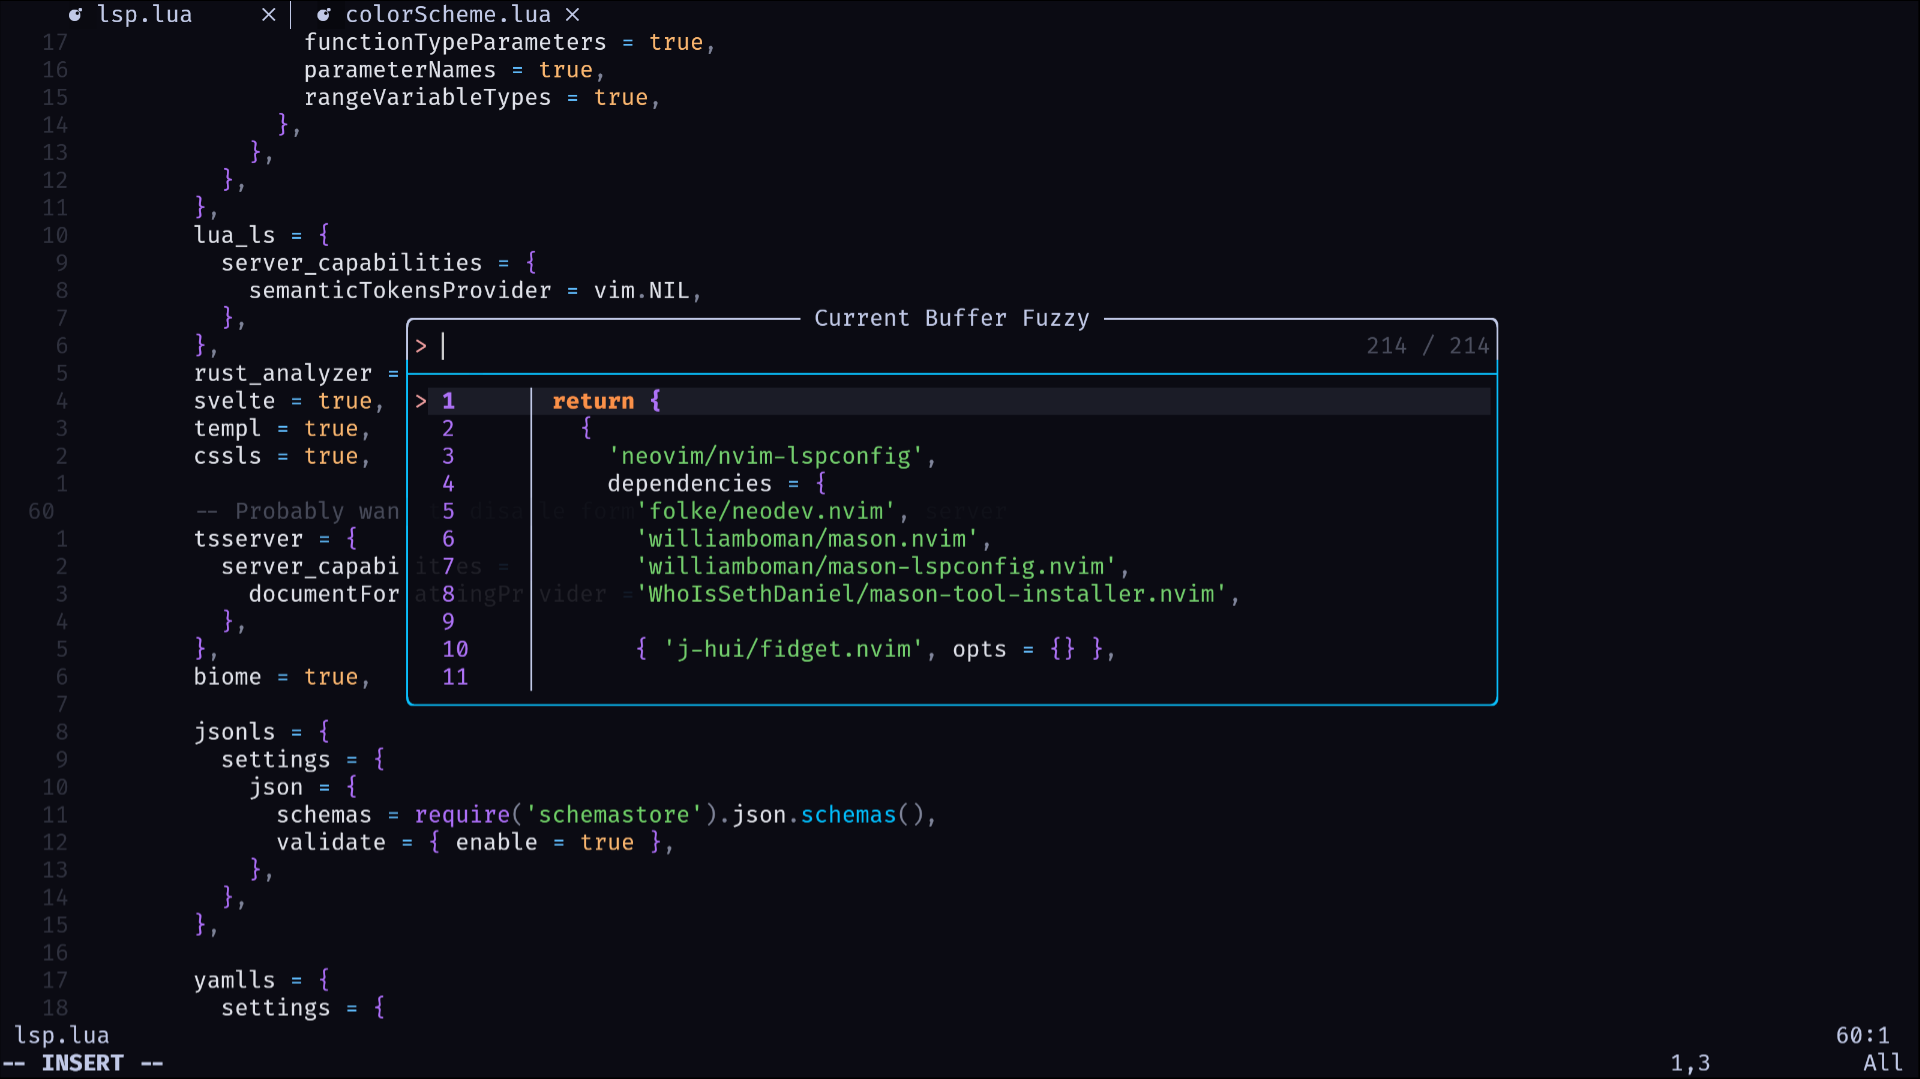 lsp.lua × colorScheme.lua ×
17 functionTypeParameters = true,
16 parameterNames = true,
15 rangeVariableTypes = true,
14 },
13 },
12 },
11 },
10 lua_ls = {
9 server_capabilities = {
8 semanticTokensProvider = vim.NIL,
7 },
6 },
5 rust_analyzer =
4 svelte = true,
3 templ = true,
2 cssls = true,
1
60 -- Probably wan disable form server
1 tsserver = {
2 server_capabilities =
3 documentFormattingProvider =
4 },
5 },
6 biome = true,
7
8 jsonls = {
9 settings = {
10 json = {
11 schemas = require('schemastore').json.schemas(),
12 validate = { enable = true },
13 },
14 },
15 },
16
17 yamlls = {
18 settings = {
Current Buffer Fuzzy
> 214 / 214
> 1 return {
2 {
3 'neovim/nvim-lspconfig',
4 dependencies = {
5 'folke/neodev.nvim',
6 'williamboman/mason.nvim',
7 'williamboman/mason-lspconfig.nvim',
8 'WhoIsSethDaniel/mason-tool-installer.nvim',
9
10 { 'j-hui/fidget.nvim', opts = {} },
11
lsp.lua 60:1
-- INSERT -- 1,3 All